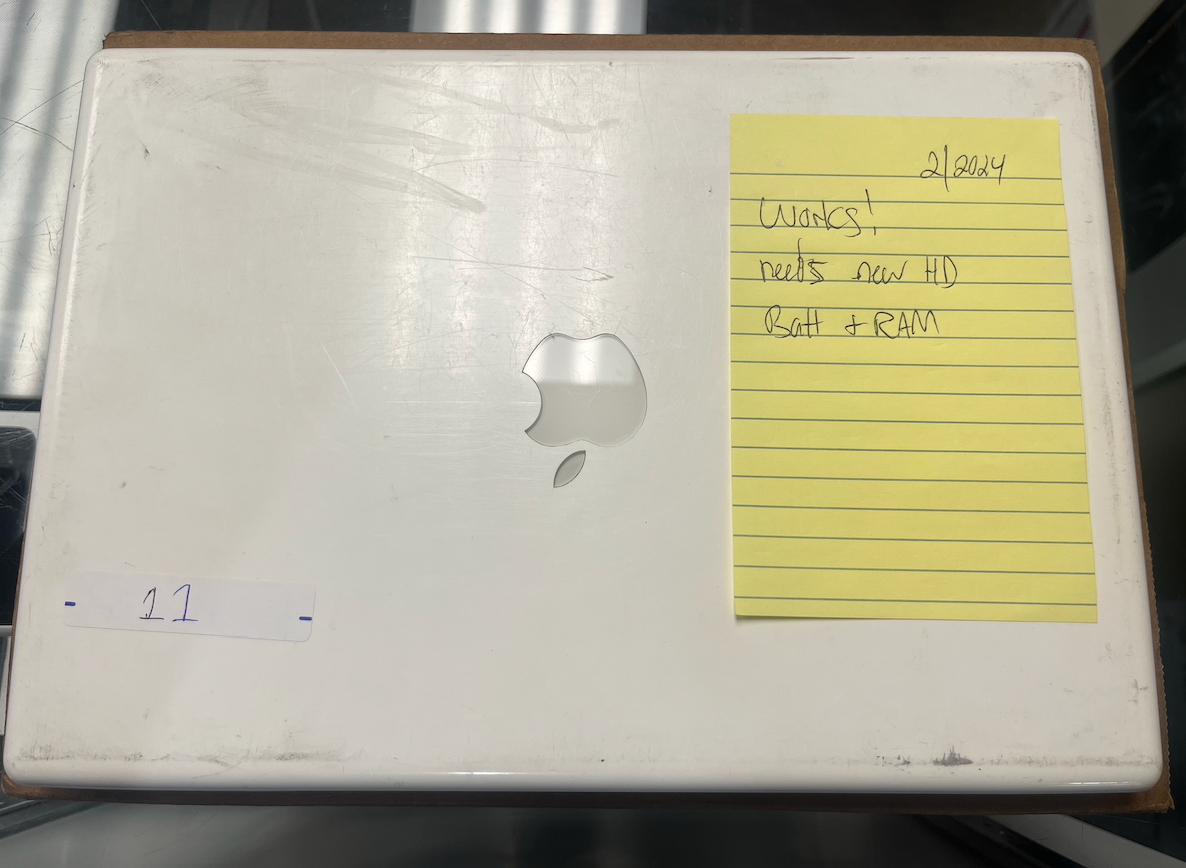 2/2024
Works!
needs new HD
Batt + RAM
11